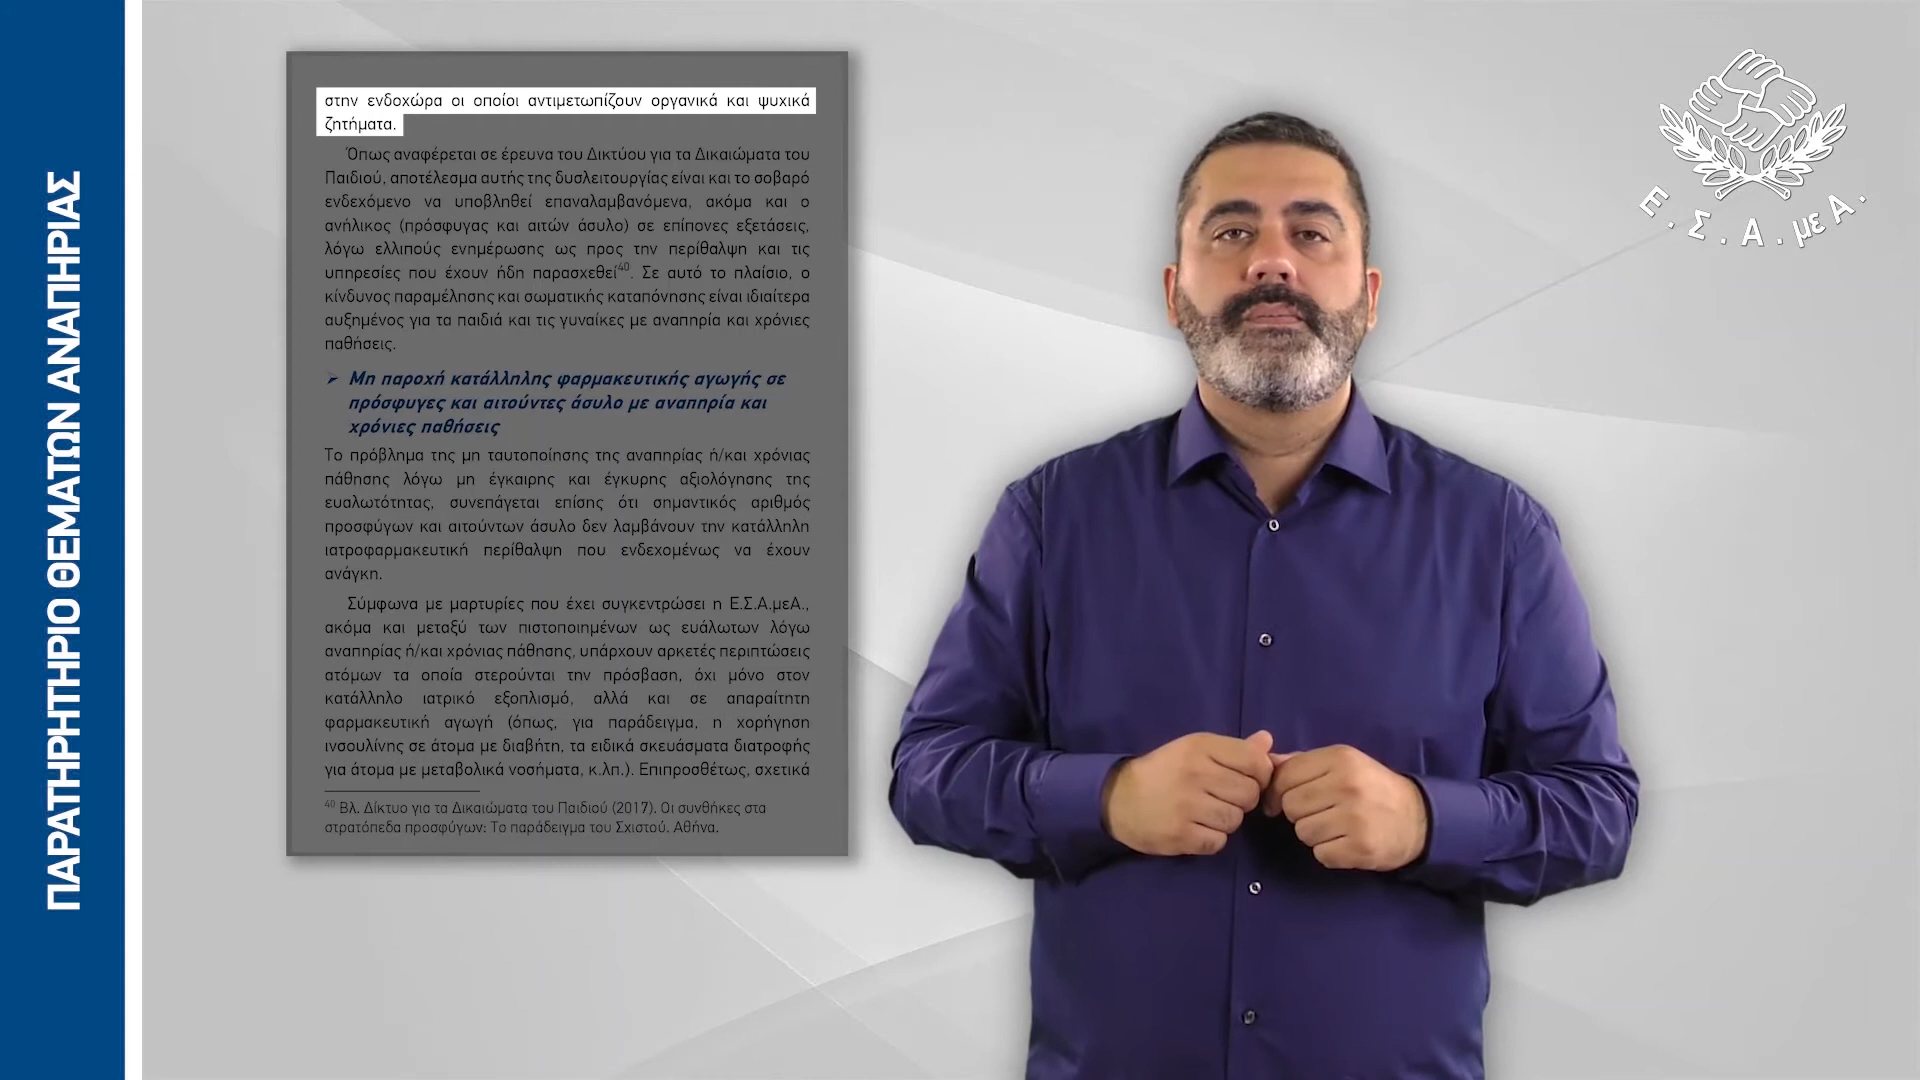 ΠΑΡΑΤΗΡΗΤΗΡΙΟ ΘΕΜΑΤΩΝ ΑΝΑΠΗΡΙΑΣ
στην ενδοχώρα οι οποίοι αντιμετωπίζουν οργανικά και ψυχικά
ζητήματα.
Όπως αναφέρεται σε έρευνα του Δικτύου για τα Δικαιώματα του
Παιδιού, αποτέλεσμα αυτής της δυσλειτουργίας είναι και το σοβαρό
ενδεχόμενο να υποβληθεί επαναλαμβανόμενα, ακόμα και ο
ανήλικος (πρόσφυγας και αιτών άσυλο) σε επίπονες εξετάσεις,
λόγω ελλιπούς ενημέρωσης ως προς την περίθαλψη και τις
υπηρεσίες που έχουν ήδη παρασχεθεί40. Σε αυτό το πλαίσιο, ο
κίνδυνος παραμέλησης και σωματικής καταπόνησης είναι ιδιαίτερα
αυξημένος για τα παιδιά και τις γυναίκες με αναπηρία και χρόνιες
παθήσεις.
➢ Μη παροχή κατάλληλης φαρμακευτικής αγωγής σε
πρόσφυγες και αιτούντες άσυλο με αναπηρία και
χρόνιες παθήσεις
Το πρόβλημα της μη ταυτοποίησης της αναπηρίας ή/και χρόνιας
πάθησης λόγω μη έγκαιρης και έγκυρης αξιολόγησης της
ευαλωτότητας, συνεπάγεται επίσης ότι σημαντικός αριθμός
προσφύγων και αιτούντων άσυλο δεν λαμβάνουν την κατάλληλη
ιατροφαρμακευτική περίθαλψη που ενδεχομένως να έχουν
ανάγκη.
Σύμφωνα με μαρτυρίες που έχει συγκεντρώσει η Ε.Σ.Α.μεΑ.,
ακόμα και μεταξύ των πιστοποιημένων ως ευάλωτων λόγω
αναπηρίας ή/και χρόνιας πάθησης, υπάρχουν αρκετές περιπτώσεις
ατόμων τα οποία στερούνται την πρόσβαση, όχι μόνο στον
κατάλληλο ιατρικό εξοπλισμό, αλλά και σε απαραίτητη
φαρμακευτική αγωγή (όπως, για παράδειγμα, η χορήγηση
ινσουλίνης σε άτομα με διαβήτη, τα ειδικά σκευάσματα διατροφής
για άτομα με μεταβολικά νοσήματα, κ.λπ.). Επιπροσθέτως, σχετικά
40 Βλ. Δίκτυο για τα Δικαιώματα του Παιδιού (2017). Οι συνθήκες στα
στρατόπεδα προσφύγων: Το παράδειγμα του Σχιστού. Αθήνα.
Ε.Σ.Α.μεΑ.